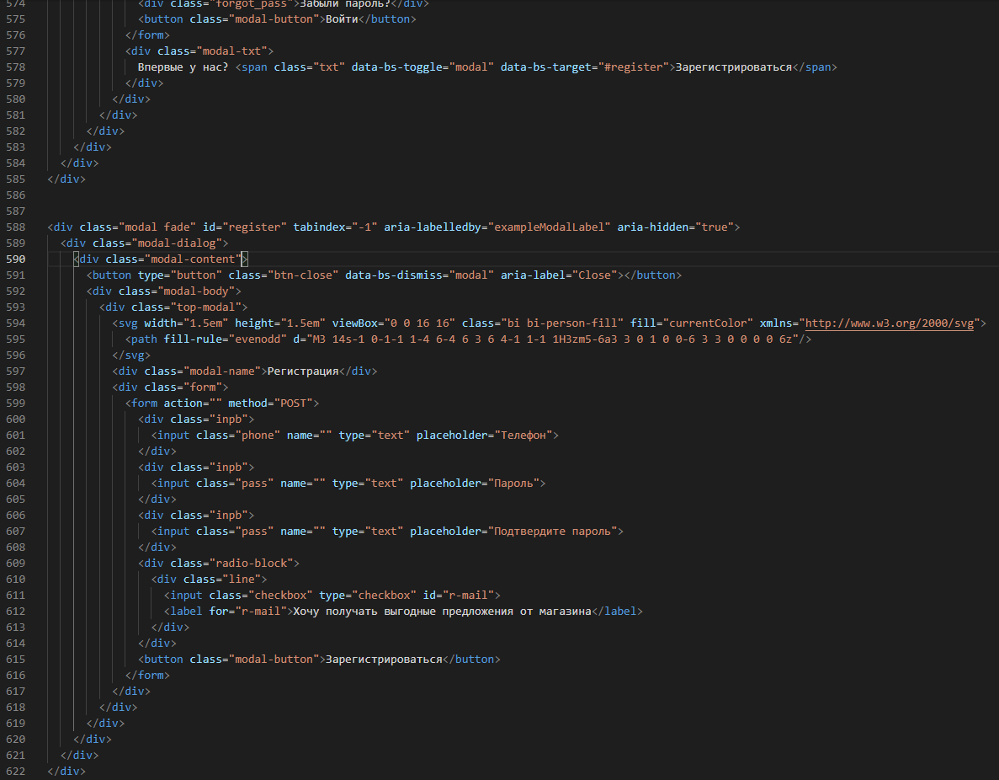 574 <div class="forgot_pass">Забыли пароль?</div>
575 <button class="modal-button">Войти</button>
576 </form>
577 <div class="modal-txt">
578 Впервые у нас? <span class="txt" data-bs-toggle="modal" data-bs-target="#register">Зарегистрироваться</span>
579 </div>
580 </div>
581 </div>
582 </div>
583 </div>
584 </div>
585 </div>
586
587
588 <div class="modal fade" id="register" tabindex="-1" aria-labelledby="exampleModalLabel" aria-hidden="true">
589 <div class="modal-dialog">
590 <div class="modal-content">
591 <button type="button" class="btn-close" data-bs-dismiss="modal" aria-label="Close"></button>
592 <div class="modal-body">
593 <div class="top-modal">
594 <svg width="1.5em" height="1.5em" viewBox="0 0 16 16" class="bi bi-person-fill" fill="currentColor" xmlns="http://www.w3.org/2000/svg">
595 <path fill-rule="evenodd" d="M3 14s-1 0-1-1 1-4 6-4 6 3 6 4-1 1-1 1H3zm5-6a3 3 0 1 0 0-6 3 3 0 0 0 0 6z"/>
596 </svg>
597 <div class="modal-name">Регистрация</div>
598 <div class="form">
599 <form action="" method="POST">
600 <div class="inpb">
601 <input class="phone" name="" type="text" placeholder="Телефон">
602 </div>
603 <div class="inpb">
604 <input class="pass" name="" type="text" placeholder="Пароль">
605 </div>
606 <div class="inpb">
607 <input class="pass" name="" type="text" placeholder="Подтвердите пароль">
608 </div>
609 <div class="radio-block">
610 <div class="line">
611 <input class="checkbox" type="checkbox" id="r-mail">
612 <label for="r-mail">Хочу получать выгодные предложения от магазина</label>
613 </div>
614 </div>
615 <button class="modal-button">Зарегистрироваться</button>
616 </form>
617 </div>
618 </div>
619 </div>
620 </div>
621 </div>
622 </div>